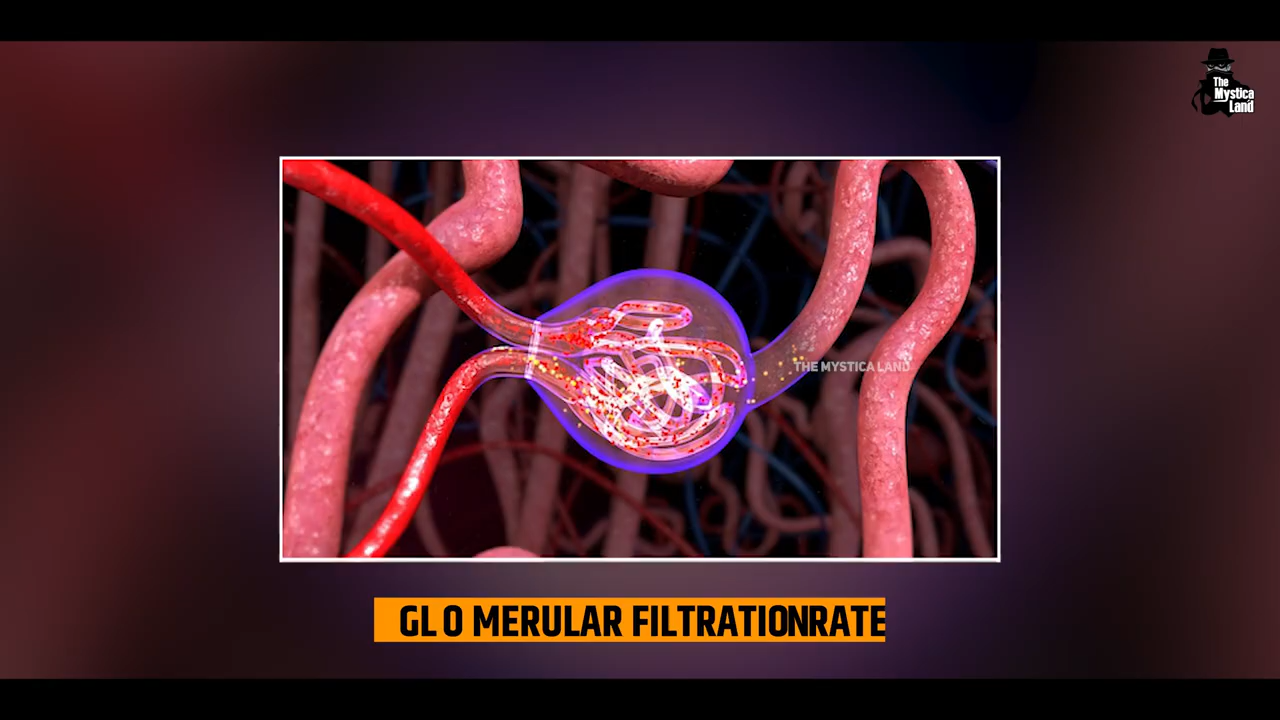 The
Mystica
Land
THE MYSTICA LAND
GL O MERULAR FILTRATIONRATE